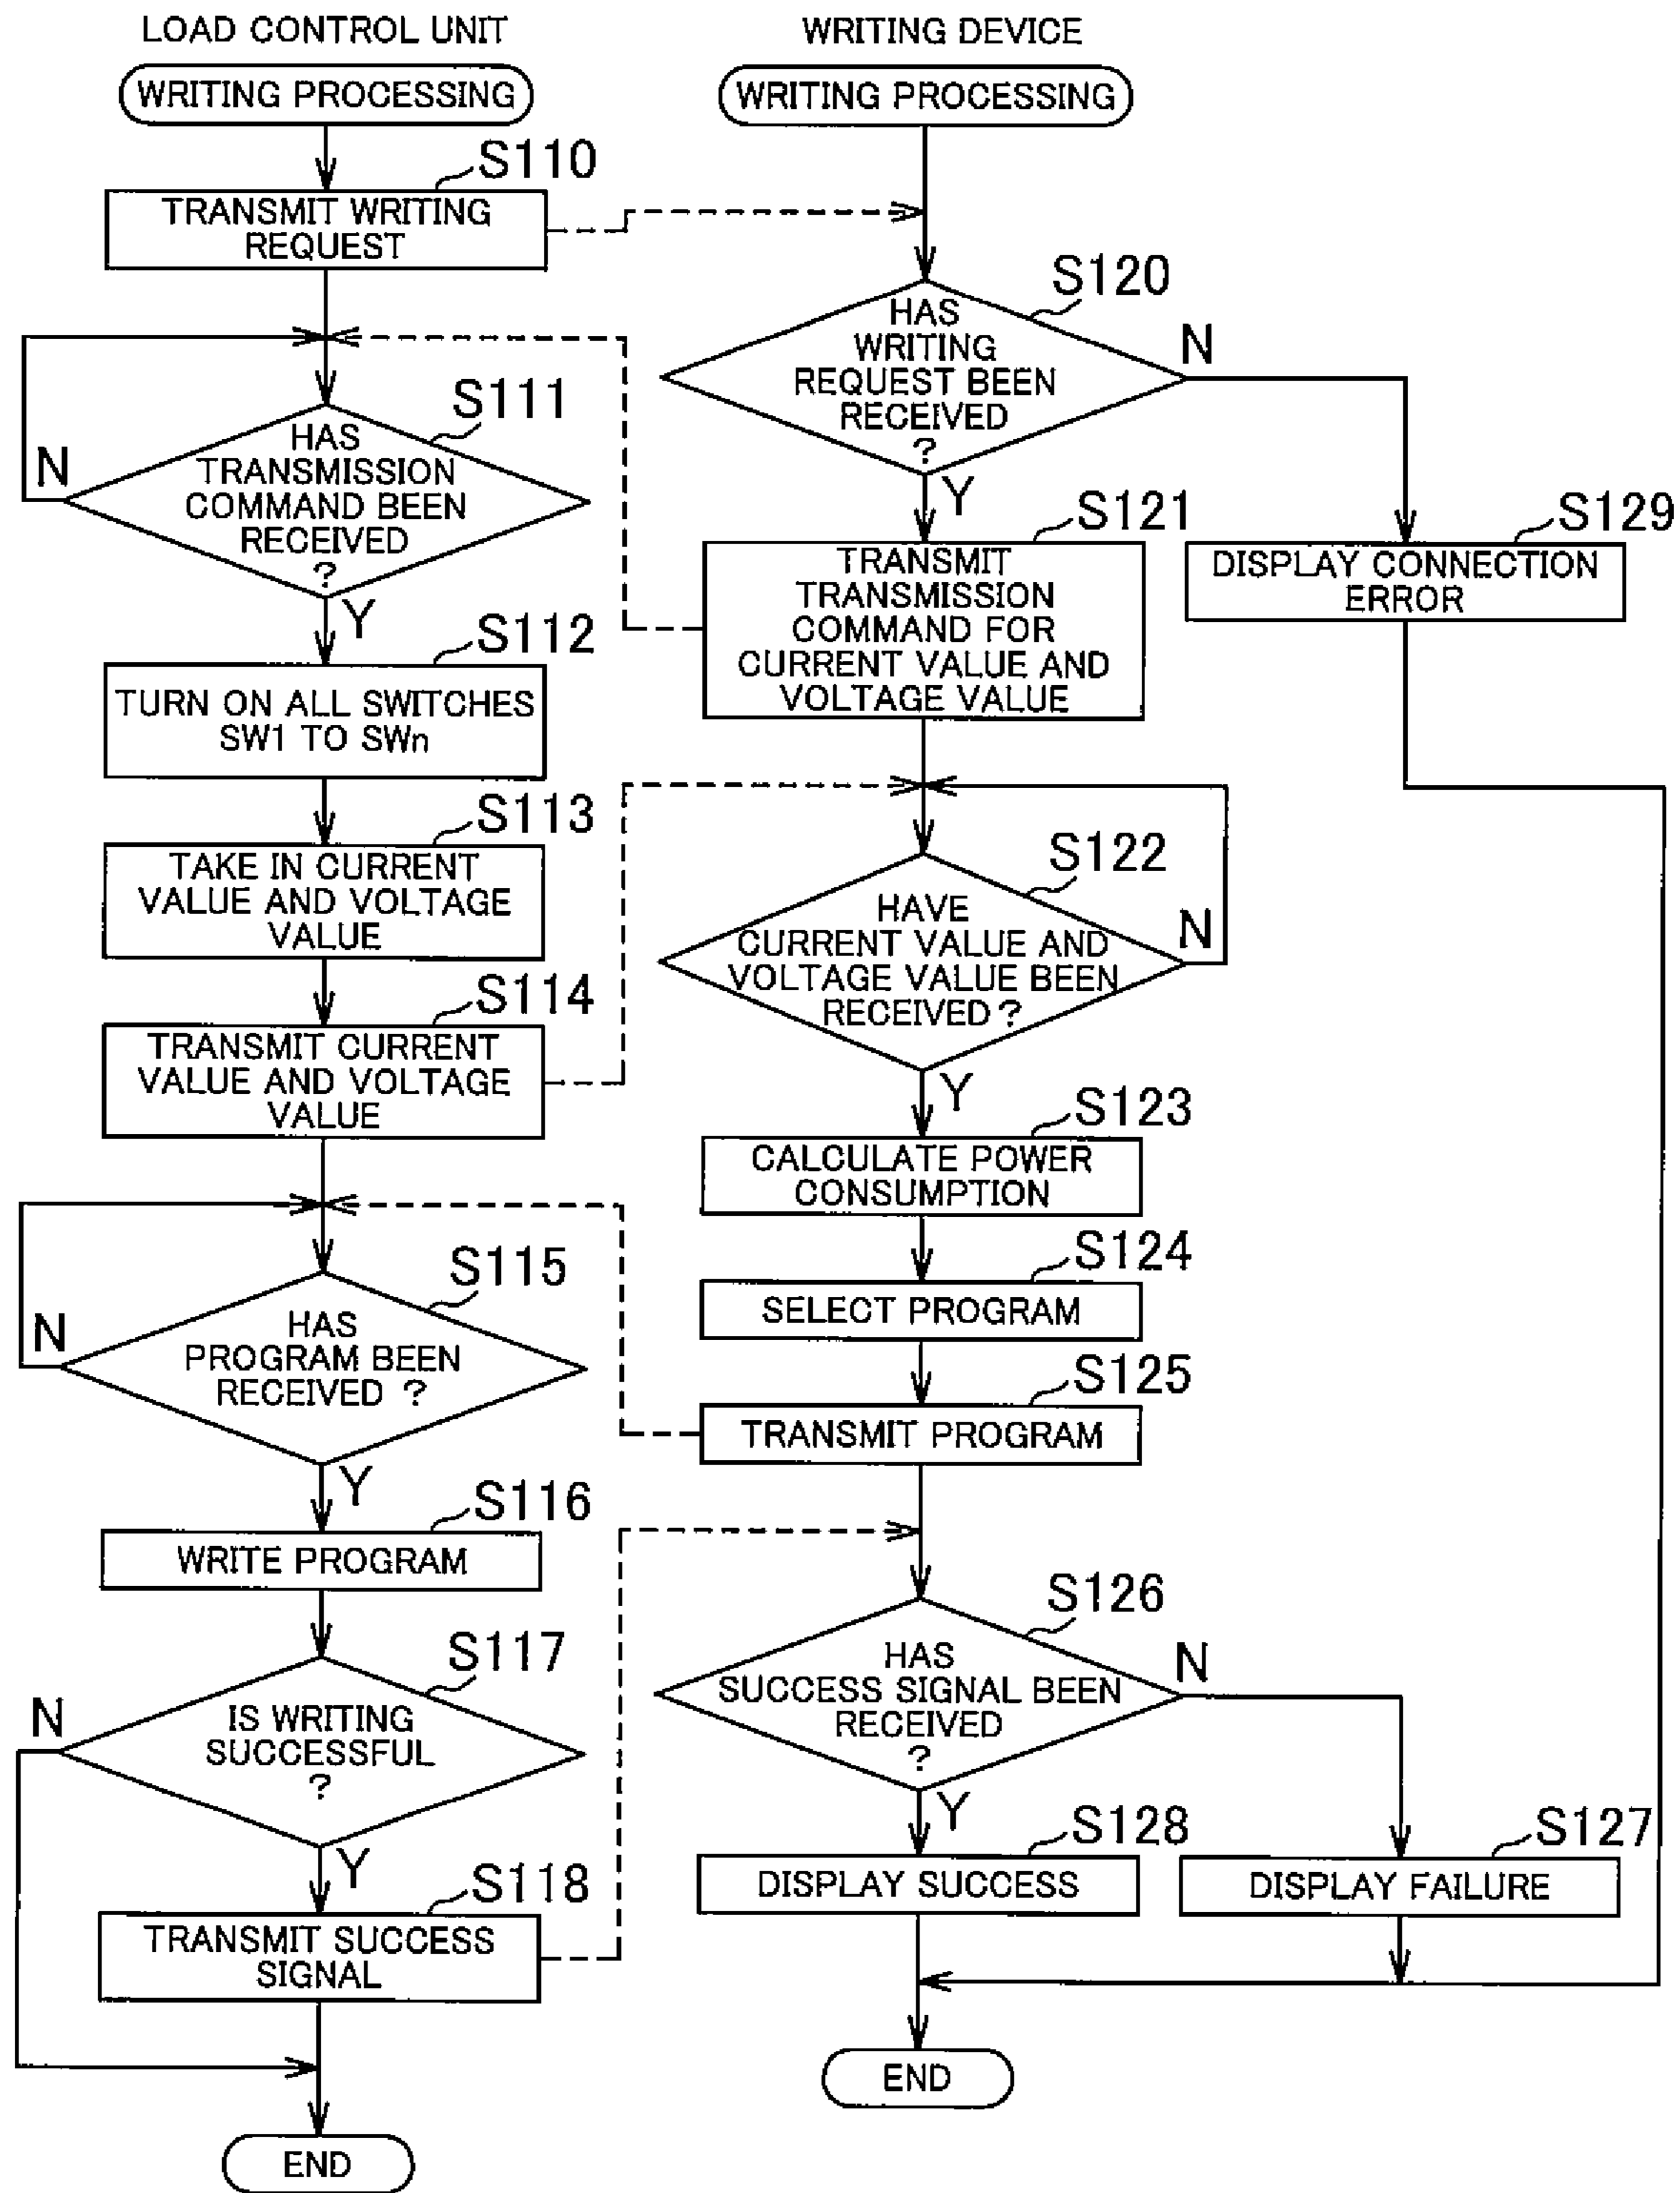 LOAD CONTROL UNIT
WRITING PROCESSING
S110
TRANSMIT WRITING
REQUEST
S111
HAS
TRANSMISSION
COMMAND BEEN
RECEIVED
?
N
Y
S112
TURN ON ALL SWITCHES
SW1 TO SWn
S113
TAKE IN CURRENT
VALUE AND VOLTAGE
VALUE
S114
TRANSMIT CURRENT
VALUE AND VOLTAGE
VALUE
S115
HAS
PROGRAM BEEN
RECEIVED ?
N
Y
S116
WRITE PROGRAM
S117
IS WRITING
SUCCESSFUL
?
N
Y
S118
TRANSMIT SUCCESS
SIGNAL
END
WRITING DEVICE
WRITING PROCESSING
S120
HAS
WRITING
REQUEST BEEN
RECEIVED
?
N
Y
S121
TRANSMIT
TRANSMISSION
COMMAND FOR
CURRENT VALUE AND
VOLTAGE VALUE
S129
DISPLAY CONNECTION
ERROR
S122
HAVE
CURRENT VALUE AND
VOLTAGE VALUE BEEN
RECEIVED ?
N
Y
S123
CALCULATE POWER
CONSUMPTION
S124
SELECT PROGRAM
S125
TRANSMIT PROGRAM
S126
HAS
SUCCESS SIGNAL BEEN
RECEIVED
?
N
Y
S128
DISPLAY SUCCESS
S127
DISPLAY FAILURE
END